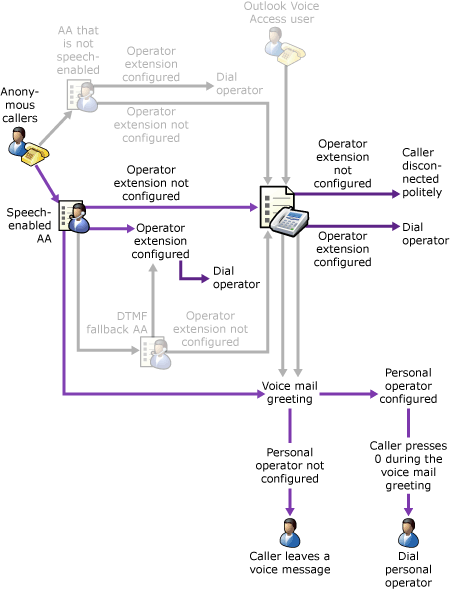 Outlook Voice
Access user
AA that
is not
speech-
enabled
Operator
extension
configured
Dial
operator
Operator
extension
not configured
Anony-
mous
callers
Operator
extension not
configured
Operator
extension
not
configured
Caller
discon-
nected
politely
Speech-
enabled
AA
Operator
extension
configured
Operator
extension
configured
Dial
operator
Dial
operator
DTMF
fallback AA
Operator
extension not
configured
Voice mail
greeting
Personal
operator
configured
Personal
operator not
configured
Caller presses
0 during the
voice mail
greeting
Caller leaves a
voice message
Dial
personal
operator